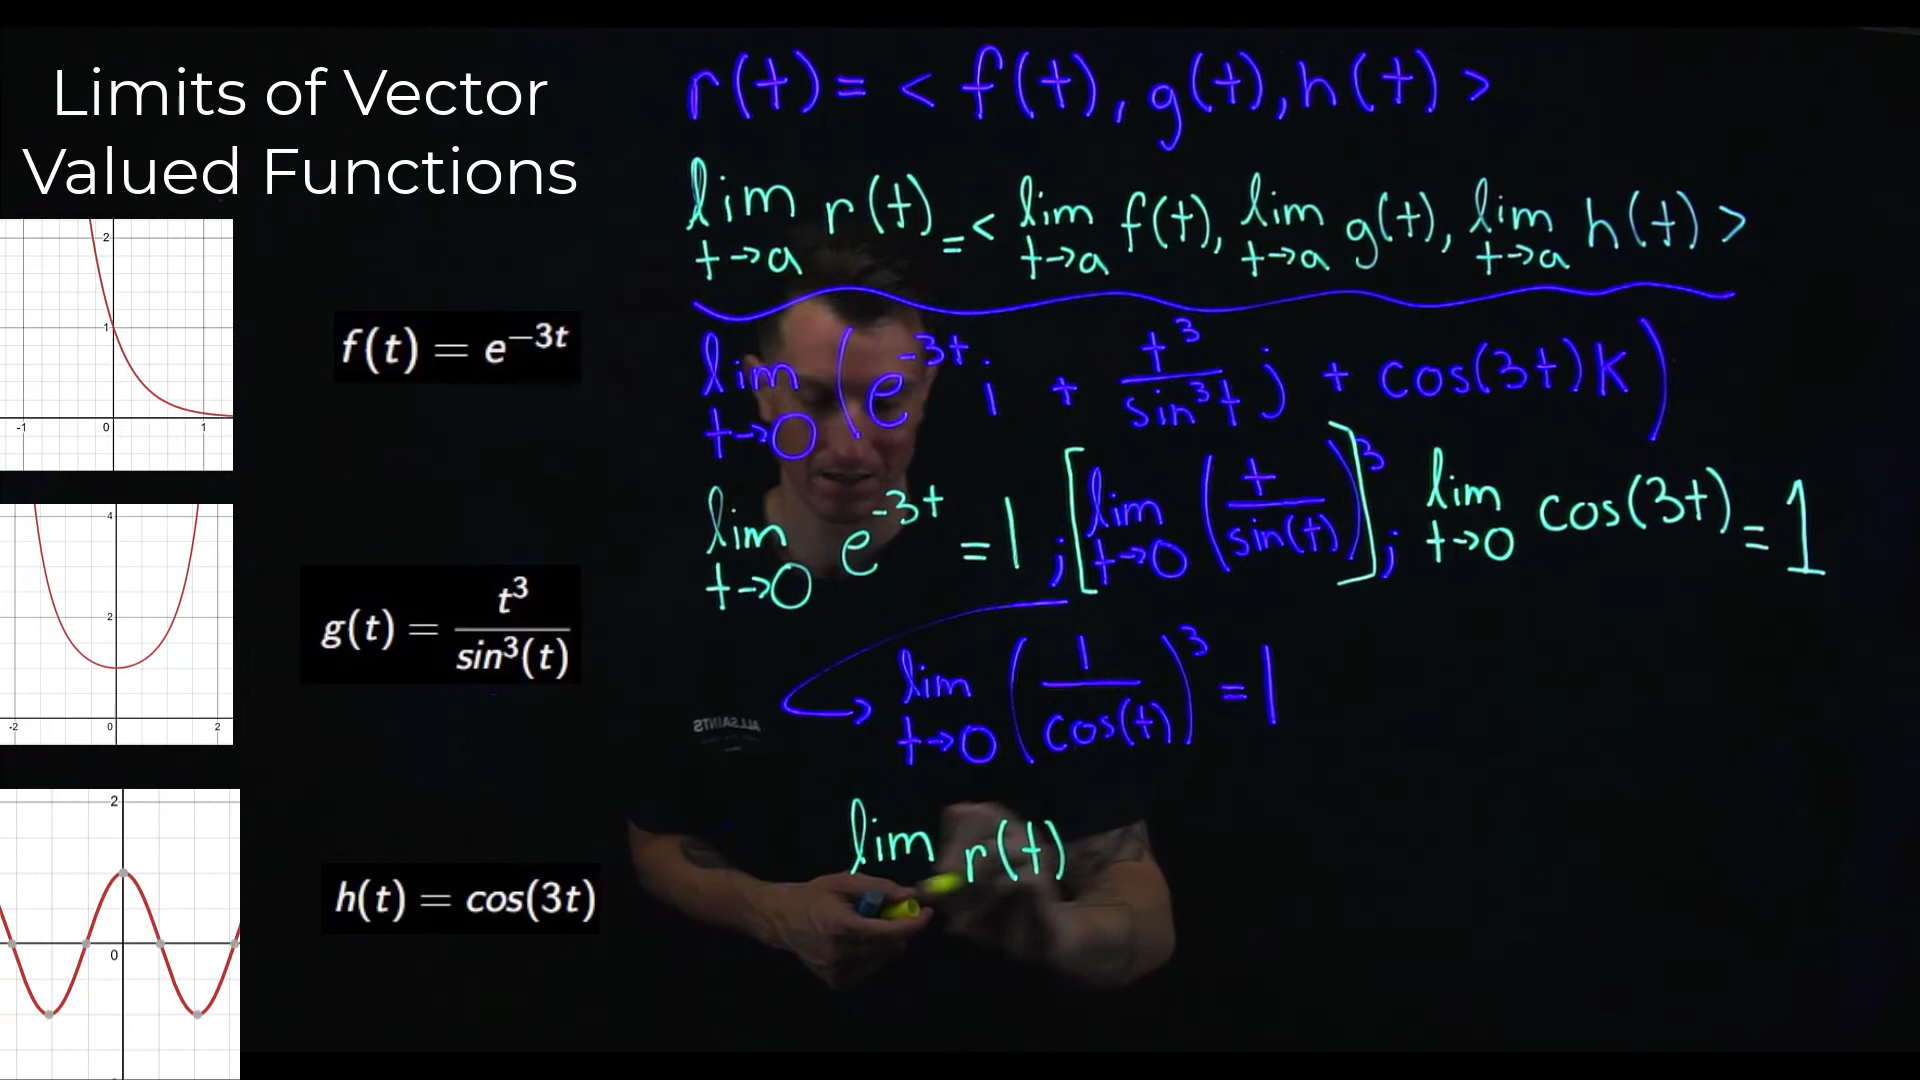 Limits of Vector
Valued Functions
r(t) = < f(t), g(t), h(t) >
lim t→a r(t) = < lim t→a f(t), lim t→a g(t), lim t→a h(t) >
2
1
-1 0 1
f(t) = e^{-3t}
lim t→0 (e^{-3t} i + t^3/sin^3 t j + cos(3t) k)
lim t→0 e^{-3t} = 1 ; [lim t→0 (t/sin(t))]^3 ; lim t→0 cos(3t) = 1
4
2
-2 0 2
g(t) = t^3/sin^3(t)
lim t→0 (1/cos(t))^3 = 1
ALLSAINTS
2
0
h(t) = cos(3t)
lim r(t)